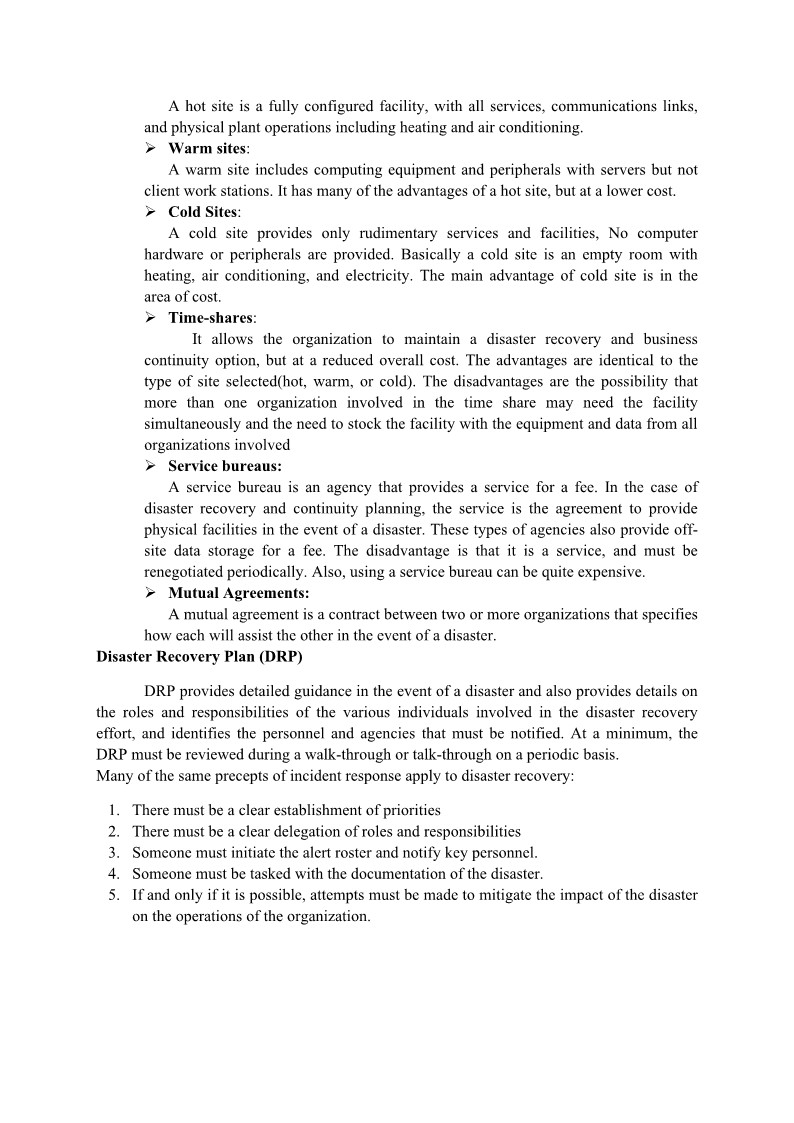 A hot site is a fully configured facility, with all services, communications links,
and physical plant operations including heating and air conditioning.
➢ Warm sites:
A warm site includes computing equipment and peripherals with servers but not
client work stations. It has many of the advantages of a hot site, but at a lower cost.
➢ Cold Sites:
A cold site provides only rudimentary services and facilities, No computer
hardware or peripherals are provided. Basically a cold site is an empty room with
heating, air conditioning, and electricity. The main advantage of cold site is in the
area of cost.
➢ Time-shares:
It allows the organization to maintain a disaster recovery and business
continuity option, but at a reduced overall cost. The advantages are identical to the
type of site selected(hot, warm, or cold). The disadvantages are the possibility that
more than one organization involved in the time share may need the facility
simultaneously and the need to stock the facility with the equipment and data from all
organizations involved
➢ Service bureaus:
A service bureau is an agency that provides a service for a fee. In the case of
disaster recovery and continuity planning, the service is the agreement to provide
physical facilities in the event of a disaster. These types of agencies also provide off-
site data storage for a fee. The disadvantage is that it is a service, and must be
renegotiated periodically. Also, using a service bureau can be quite expensive.
➢ Mutual Agreements:
A mutual agreement is a contract between two or more organizations that specifies
how each will assist the other in the event of a disaster.
Disaster Recovery Plan (DRP)
DRP provides detailed guidance in the event of a disaster and also provides details on
the roles and responsibilities of the various individuals involved in the disaster recovery
effort, and identifies the personnel and agencies that must be notified. At a minimum, the
DRP must be reviewed during a walk-through or talk-through on a periodic basis.
Many of the same precepts of incident response apply to disaster recovery:
1. There must be a clear establishment of priorities
2. There must be a clear delegation of roles and responsibilities
3. Someone must initiate the alert roster and notify key personnel.
4. Someone must be tasked with the documentation of the disaster.
5. If and only if it is possible, attempts must be made to mitigate the impact of the disaster
on the operations of the organization.